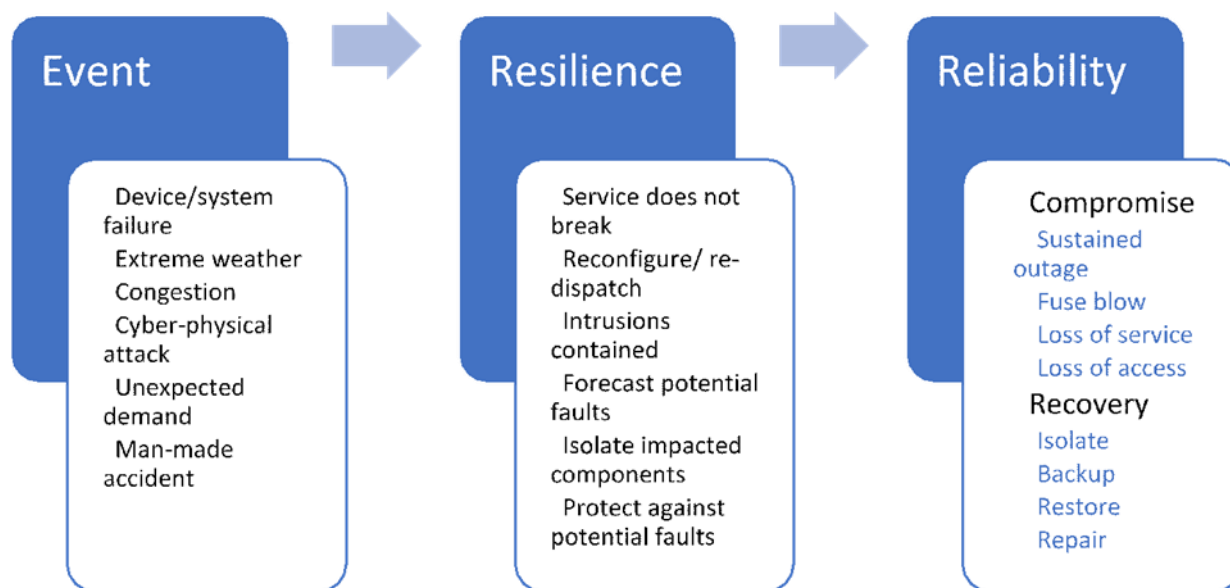 Event
Device/system
failure
Extreme weather
Congestion
Cyber-physical
attack
Unexpected
demand
Man-made
accident
Resilience
Service does not
break
Reconfigure/ re-
dispatch
Intrusions
contained
Forecast potential
faults
Isolate impacted
components
Protect against
potential faults
Reliability
Compromise
Sustained
outage
Fuse blow
Loss of service
Loss of access
Recovery
Isolate
Backup
Restore
Repair